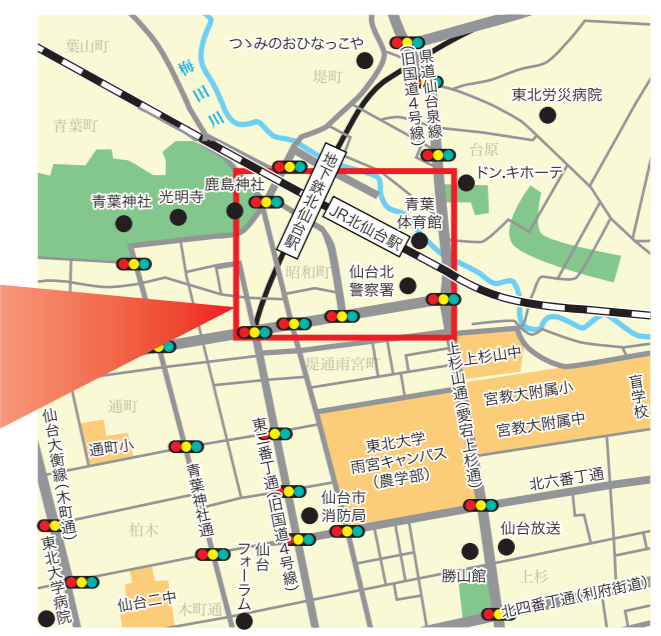 葉山町
つゝみのおひなっこや
梅田川
堤町
県道仙台泉線
(旧国道4号線)
東北労災病院
青葉町
台原
ドン.キホーテ
地下鉄北仙台駅
鹿島神社
光明寺
青葉神社
JR北仙台駅
青葉
体育館
昭和町
仙台北
警察署
堤通雨宮町
上杉山中
上杉山通(愛宕上杉通)
宮教大附属小
宮教大附属中
盲学校
通町
通町小
仙台大衡線(木町通)
東二番丁通(旧国道4号線)
東北大学
雨宮キャンパス
(農学部)
青葉神社通
北六番丁通
仙台市
消防局
柏木
仙台
フォーラム
仙台放送
勝山館
上杉
東北大学病院
仙台二中
木町通
北四番丁通(利府街道)